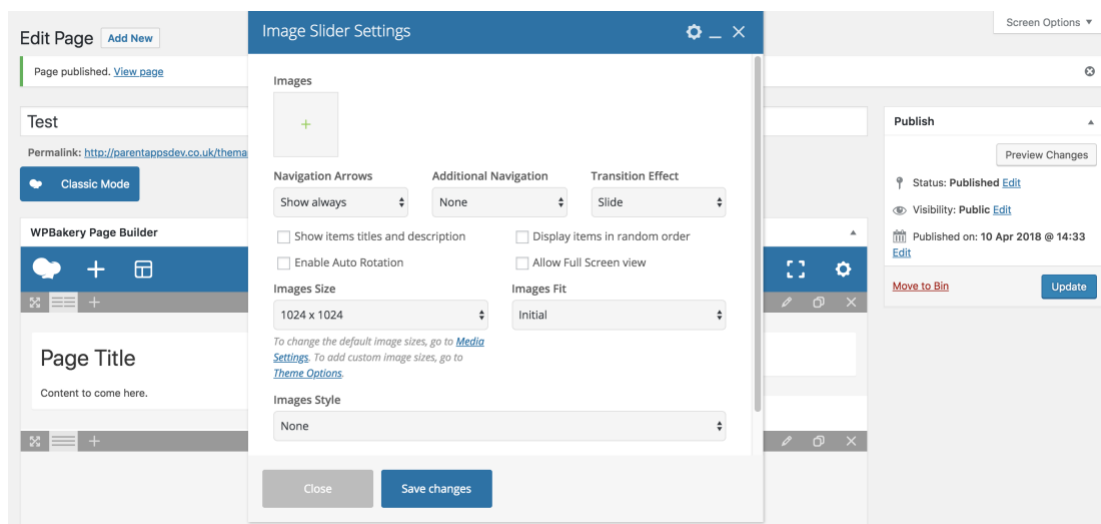 Screen Options ▼
Edit Page Add New
Page published. View page
Test
Permalink: http://parentappsdev.co.uk/thema
Classic Mode
WPBakery Page Builder
Page Title
Content to come here.
Image Slider Settings
Images
Navigation Arrows Additional Navigation Transition Effect
Show always None Slide
Show items titles and description Display items in random order
Enable Auto Rotation Allow Full Screen view
Images Size Images Fit
1024 x 1024 Initial
To change the default image sizes, go to Media
Settings. To add custom image sizes, go to
Theme Options.
Images Style
None
Close Save changes
Publish
Preview Changes
Status: Published Edit
Visibility: Public Edit
Published on: 10 Apr 2018 @ 14:33
Edit
Move to Bin Update